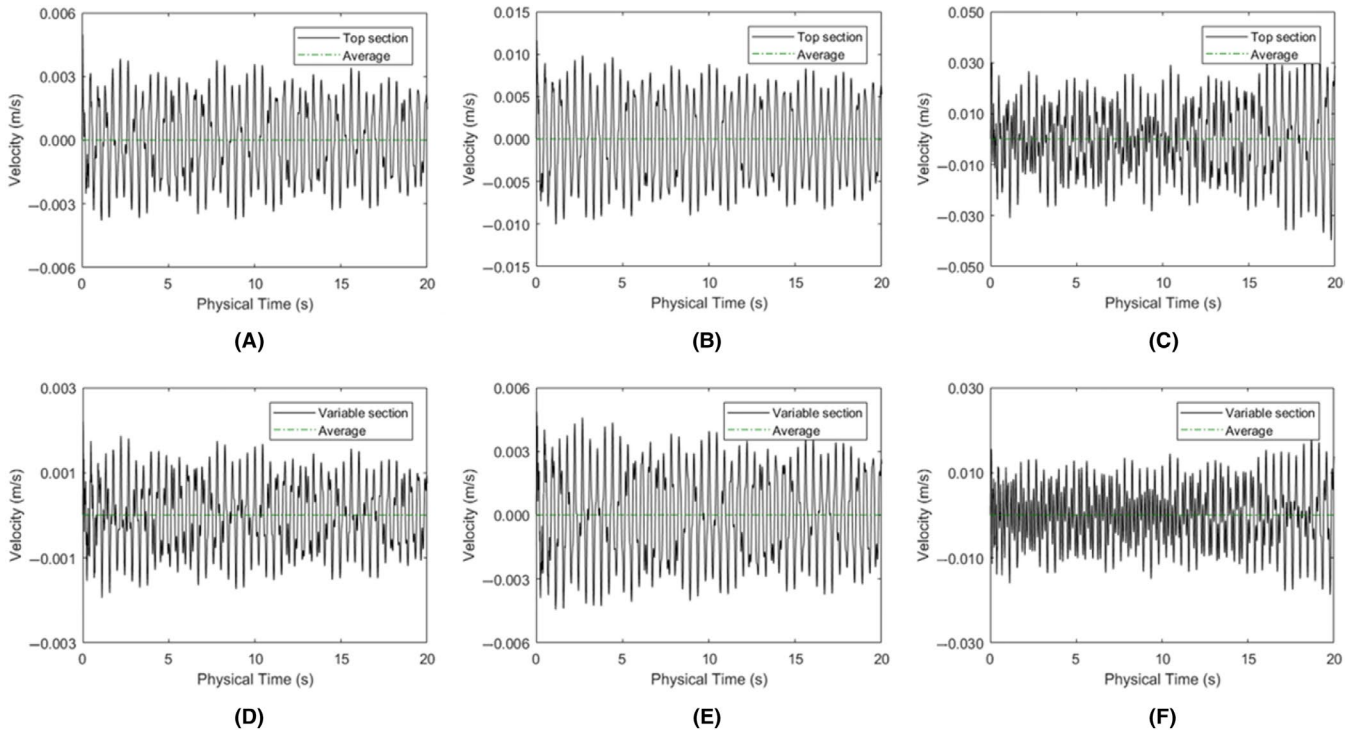 0.006
0.003
0.000
−0.003
−0.006
Velocity (m/s)
Top section
Average
0 5 10 15 20
Physical Time (s)
(A)
0.015
0.010
0.005
0.000
−0.005
−0.010
−0.015
Velocity (m/s)
Top section
Average
0 5 10 15 20
Physical Time (s)
(B)
0.050
0.030
0.010
−0.010
−0.030
−0.050
Velocity (m/s)
Top section
Average
0 5 10 15 20
Physical Time (s)
(C)
0.003
0.001
−0.001
−0.003
Velocity (m/s)
Variable section
Average
0 5 10 15 20
Physical Time (s)
(D)
0.006
0.003
0.000
−0.003
−0.006
Velocity (m/s)
Variable section
Average
0 5 10 15 20
Physical Time (s)
(E)
0.030
0.010
−0.010
−0.030
Velocity (m/s)
Variable section
Average
0 5 10 15 20
Physical Time (s)
(F)